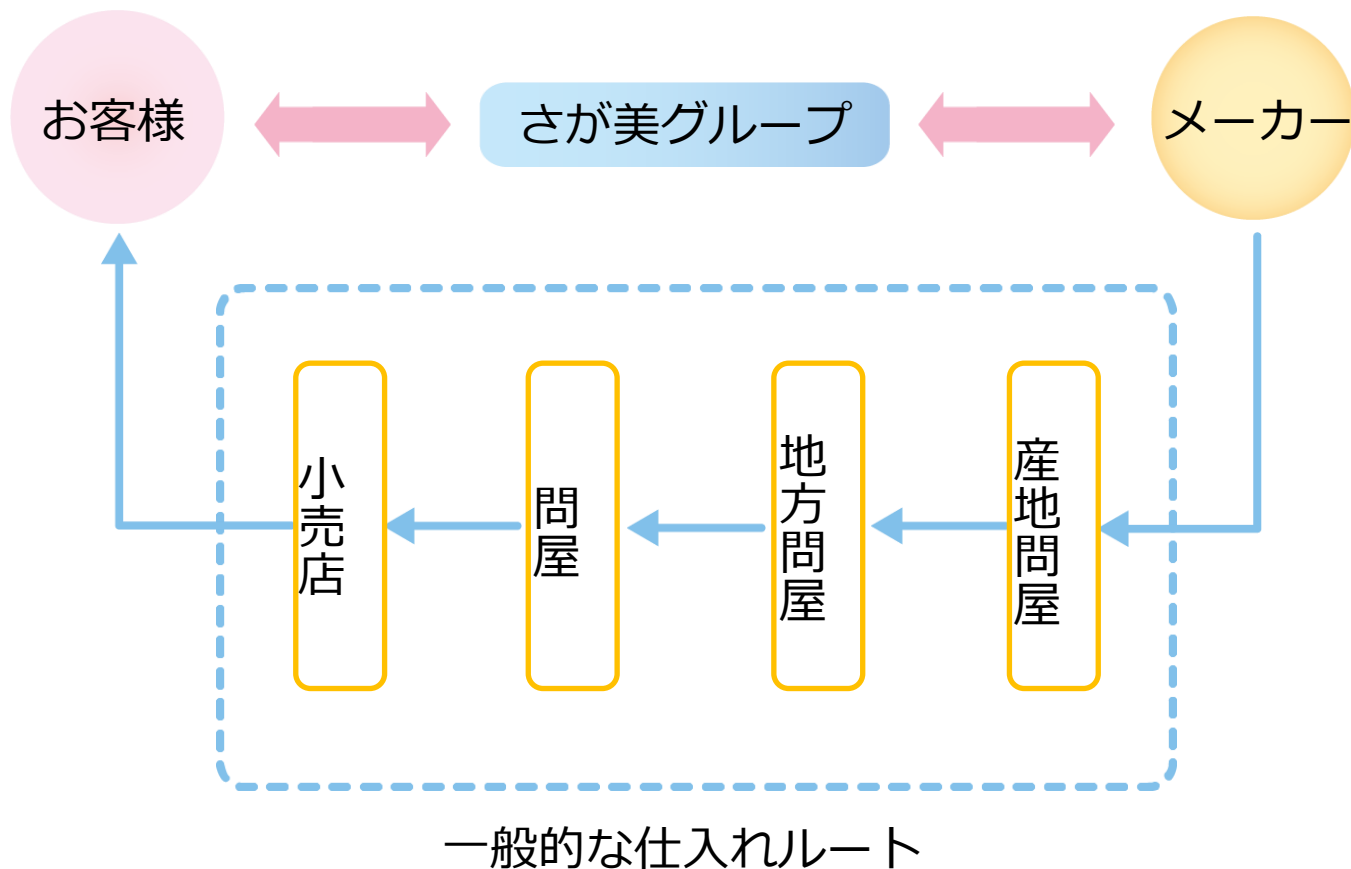 お客様
さが美グループ
メーカー
小売店
問屋
地方問屋
産地問屋
一般的な仕入れルート